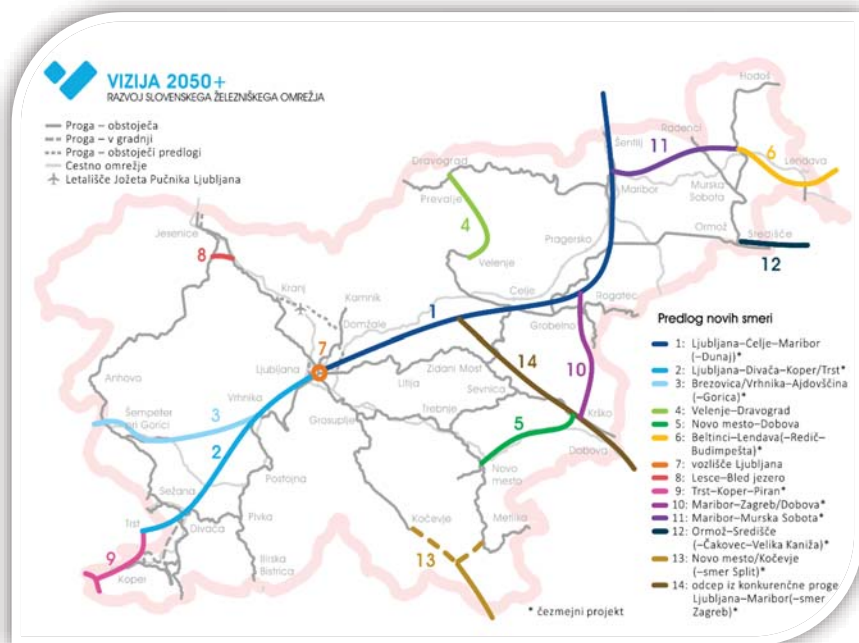 VIZIJA 2050+
RAZVOJ SLOVENSKEGA ŽELEZNIŠKEGA OMREŽJA
Proga – obstoječa
Proga – v gradnji
Proga – obstoječi predlogi
Cestno omrežje
Letališče Jožeta Pučnika Ljubljana
Hodoš
Radenci
Šentilj
11
6
Lendava
Dravograd
Maribor
Murska
Sobota
Prevalje
4
Ormož
Središče
Jesenice
Pragersko
12
8
Velenje
Kranj
Kamnik
Celje
Rogatec
1
Domžale
Grobelno
7
14
Ljubljana
Zidani Most
10
Anhovo
Litija
Sevnica
Vrhnika
Šempeter
pri Gorici
3
Trebnje
Krško
Grosuplje
5
2
Dobova
Postojna
Novo
mesto
Sežana
Pivka
Kočevje
Metlika
Trst
Divača
9
Ilirska
Bistrica
13
Koper
Predlog novih smeri
1: Ljubljana–Celje–Maribor
(–Dunaj)*
2: Ljubljana–Divača–Koper/Trst*
3: Brezovica/Vrhnika–Ajdovščina
(–Gorica)*
4: Velenje–Dravograd
5: Novo mesto–Dobova
6: Beltinci–Lendava(–Redič–
Budimpešta)*
7: vozlišče Ljubljana
8: Lesce–Bled jezero
9: Trst–Koper–Piran*
10: Maribor–Zagreb/Dobova*
11: Maribor–Murska Sobota*
12: Ormož–Središče
(–Čakovec–Velika Kaniža)*
13: Novo mesto/Kočevje
(–smer Split)*
14: odcep iz konkurenčne proge
Ljubljana–Maribor(–smer
Zagreb)*
* čezmejni projekt